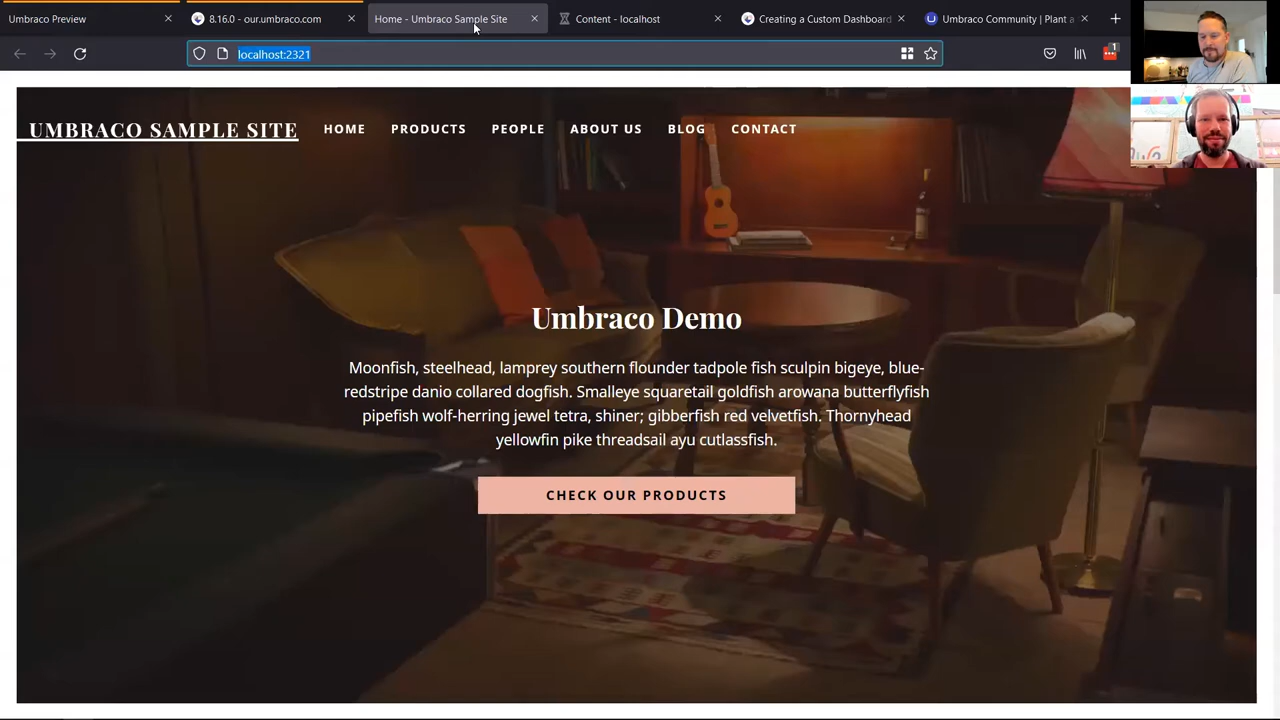 Umbraco Preview
8.16.0 - our.umbraco.com
Home - Umbraco Sample Site
Content - localhost
Creating a Custom Dashboard
Umbraco Community | Plant a
localhost:2321
1
UMBRACO SAMPLE SITE
HOME
PRODUCTS
PEOPLE
ABOUT US
BLOG
CONTACT
Umbraco Demo
Moonfish, steelhead, lamprey southern flounder tadpole fish sculpin bigeye, blue-
redstripe danio collared dogfish. Smalleye squaretail goldfish arowana butterflyfish
pipefish wolf-herring jewel tetra, shiner; gibberfish red velvetfish. Thornyhead
yellowfin pike threadsail ayu cutlassfish.
CHECK OUR PRODUCTS